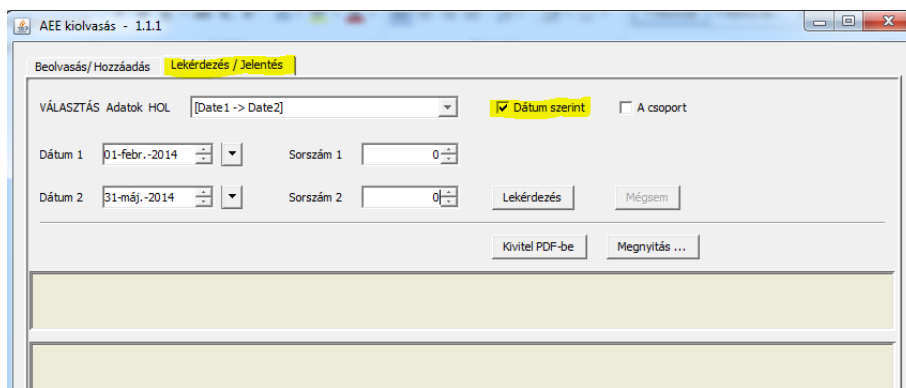 AEE kiolvasás - 1.1.1
Beolvasás/Hozzáadás Lekérdezés / Jelentés
VÁLASZTÁS Adatok HOL [Date1 -> Date2] Dátum szerint A csoport
Dátum 1 01-febr.-2014 Sorszám 1 0
Dátum 2 31-máj.-2014 Sorszám 2 0 Lekérdezés Mégsem
Kivitel PDF-be Megnyitás ...